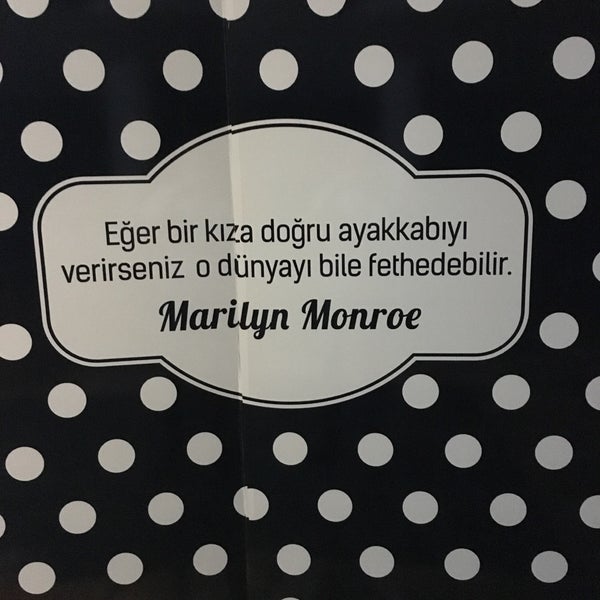 Eğer bir kıza doğru ayakkabıyı
verirseniz o dünyayı bile fethedebilir.
Marilyn Monroe